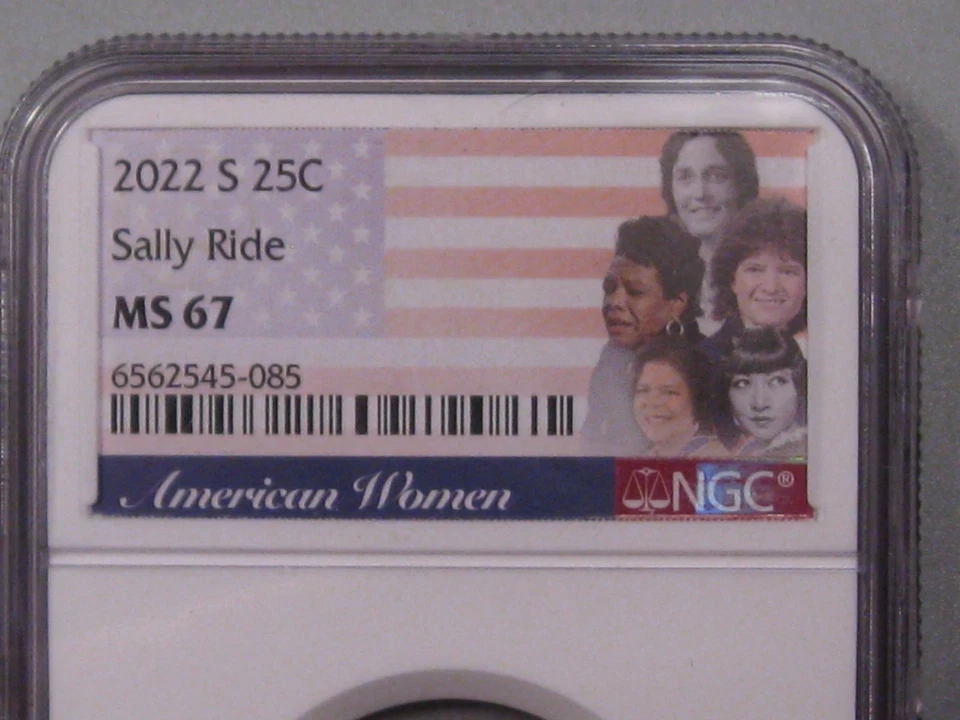 2022 S 25C
Sally Ride
MS 67
6562545-085
American Women
NGC®